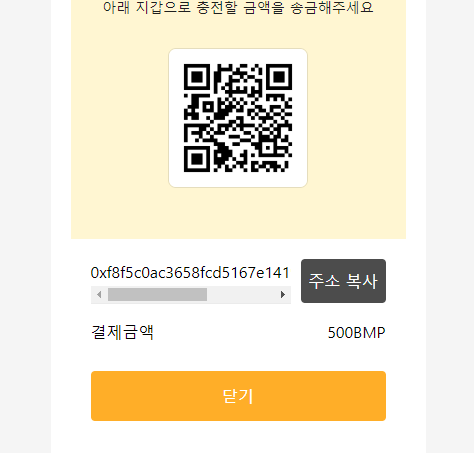 아래 지갑으로 충전할 금액을 송금해주세요
0xf8f5c0ac3658fcd5167e141
주소 복사
결제금액 500BMP
닫기